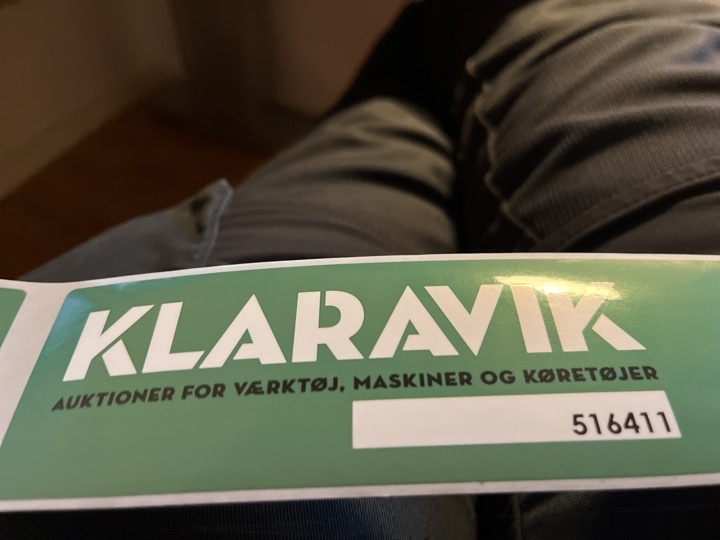 KLARAVIK
AUKTIONER FOR VÆRKTØJ, MASKINER OG KØRETØJER
516411